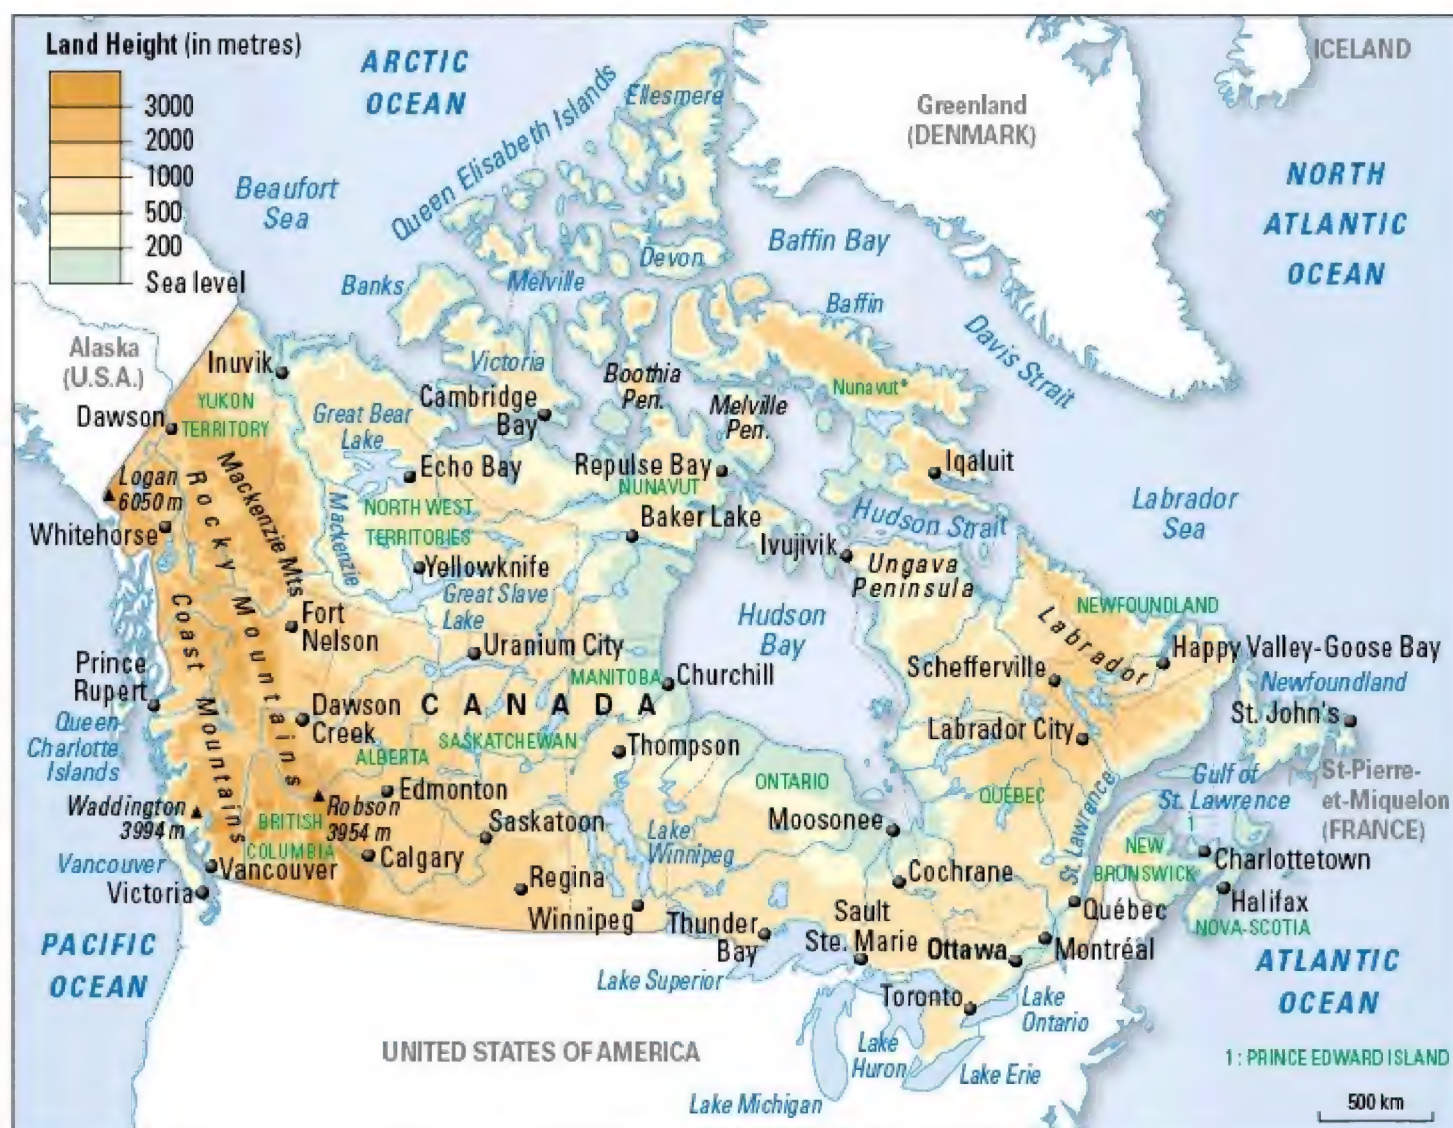 Land Height (in metres)
3000
2000
1000
500
200
Sea level
ARCTIC
OCEAN
Beaufort
Sea
Queen Elisabeth Islands
Ellesmere
Greenland
(DENMARK)
ICELAND
NORTH
ATLANTIC
OCEAN
Baffin Bay
Devon
Melville
Banks
Baffin
Davis Strait
Alaska
(U.S.A.)
Inuvik
Victoria
Boothia
Pen.
Nunavut*
YUKON
TERRITORY
Dawson
Great Bear
Lake
Cambridge
Bay
Melville
Pen.
Logan
6050 m
Rocky Mountains
Mackenzie Mts
Echo Bay
Repulse Bay
NUNAVUT
Iqaluit
Labrador
Sea
Whitehorse
Mackenzie
NORTH WEST
TERRITORIES
Baker Lake
Hudson Strait
Ivujivik
Ungava
Peninsula
Yellowknife
Great Slave
Lake
Hudson
Bay
NEWFOUNDLAND
Labrador
Coast Mountains
Fort
Nelson
Uranium City
Happy Valley-Goose Bay
Prince
Rupert
MANITOBA
Churchill
Schefferville
Newfoundland
St. John's
Queen
Charlotte
Islands
Dawson
Creek
CANADA
Labrador City
ALBERTA
SASKATCHEWAN
Thompson
ONTARIO
QUÉBEC
St. Lawrence
Gulf of
St. Lawrence
St-Pierre-
et-Miquelon
(FRANCE)
Waddington
3994 m
Edmonton
Robson
3954 m
BRITISH
COLUMBIA
Saskatoon
Lake
Winnipeg
Moosonee
1
NEW
BRUNSWICK
Charlottetown
Vancouver
Vancouver
Calgary
Victoria
Regina
Cochrane
Halifax
Québec
NOVA-SCOTIA
Winnipeg
Thunder
Bay
Sault
Ste. Marie
Ottawa
Montréal
PACIFIC
OCEAN
ATLANTIC
OCEAN
Lake Superior
Toronto
Lake
Ontario
UNITED STATES OF AMERICA
Lake
Huron
Lake Erie
Lake Michigan
1 : PRINCE EDWARD ISLAND
500 km